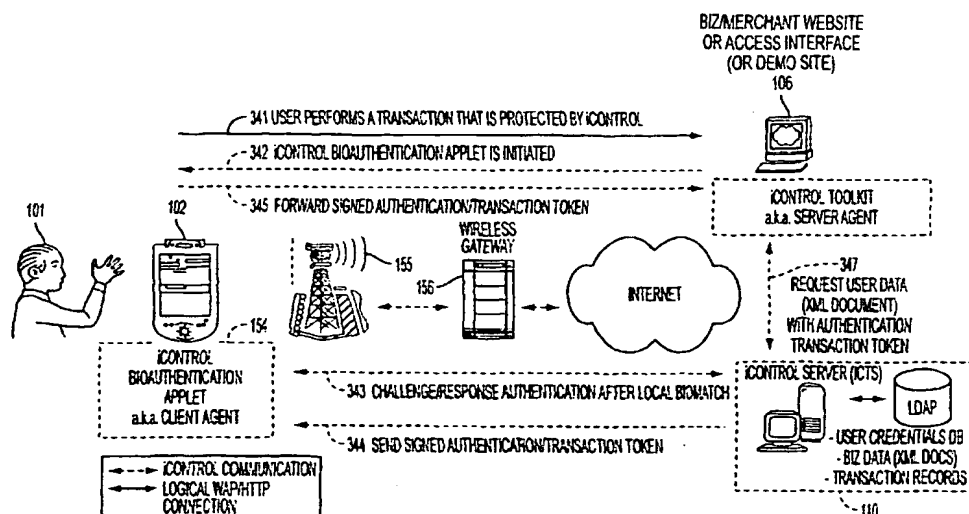 BIZ/MERCHANT WEBSITE
OR ACCESS INTERFACE
(OR DEMO SITE)
106
341 USER PERFORMS A TRANSACTION THAT IS PROTECTED BY iCONTROL
342 iCONTROL BIOAUTHENTICATION APPLET IS INITIATED
345 FORWARD SIGNED AUTHENTICATION/TRANSACTION TOKEN
iCONTROL TOOLKIT
a.k.a. SERVER AGENT
101
102
155
WIRELESS
GATEWAY
156
INTERNET
347
REQUEST USER DATA
(XML DOCUMENT)
WITH AUTHENTICATION
TRANSACTION TOKEN
154
iCONTROL
BIOAUTHENTICATION
APPLET
a.k.a. CLIENT AGENT
343 CHALLENGE/RESPONSE AUTHENTICATION AFTER LOCAL BIOMATCH
344 SEND SIGNED AUTHENTICATION/TRANSACTION TOKEN
iCONTROL SERVER (ICTS)
LDAP
- USER CREDENTIALS DB
- BIZ DATA (XML DOCS)
- TRANSACTION RECORDS
110
iCONTROL COMMUNICATION
LOGICAL WAP/HTTP
CONNECTION